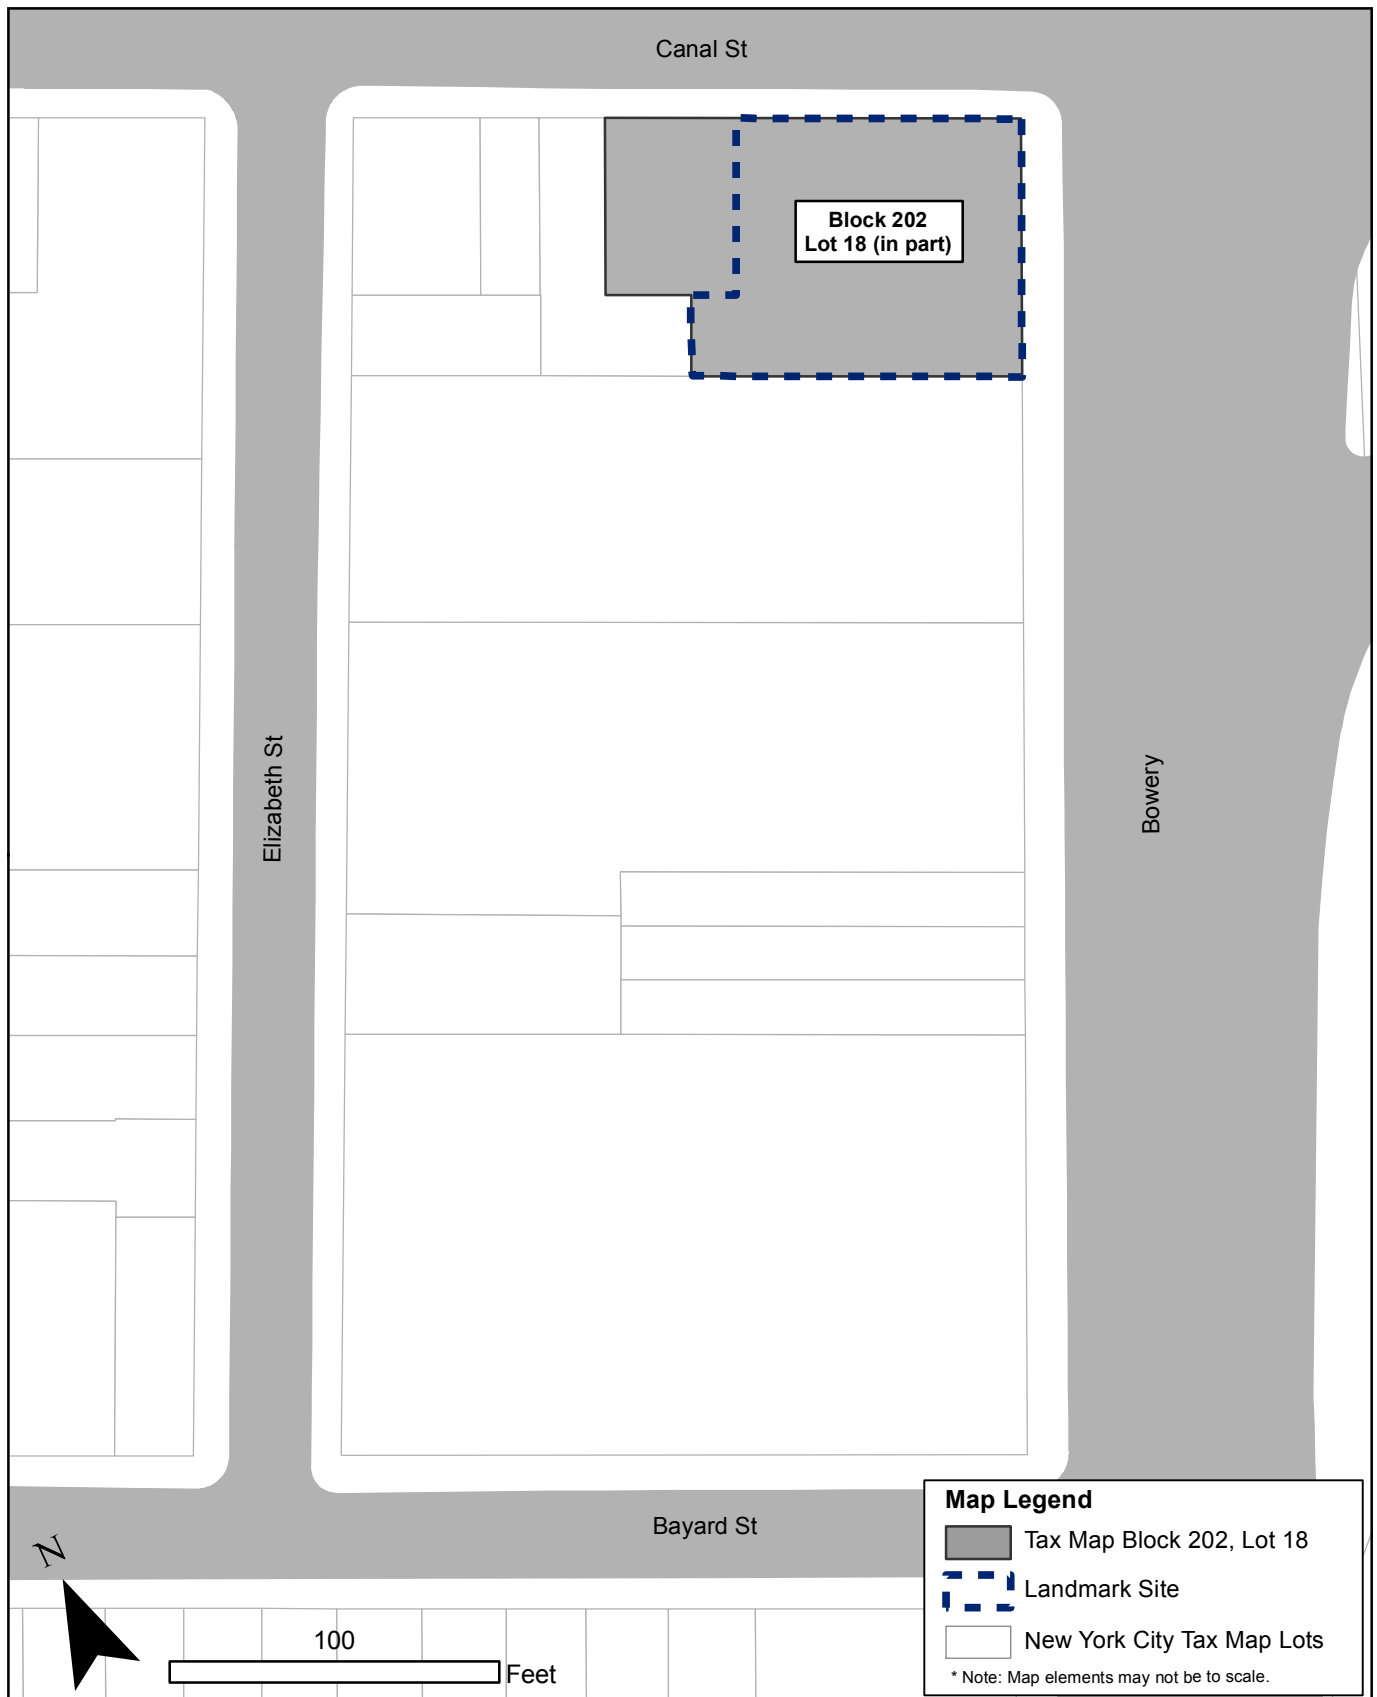 Canal St
Block 202
Lot 18 (in part)
Elizabeth St
Bowery
Bayard St
N
100
Feet
Map Legend
Tax Map Block 202, Lot 18
Landmark Site
New York City Tax Map Lots
* Note: Map elements may not be to scale.